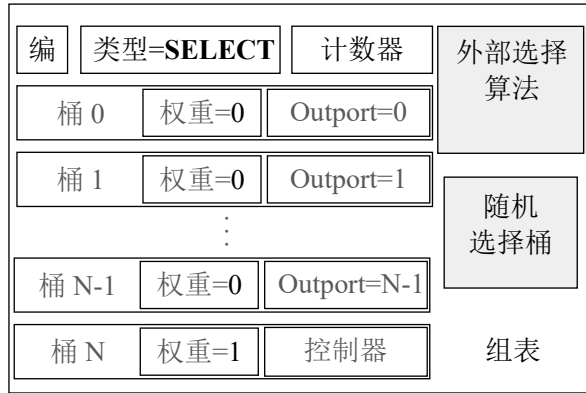 编 类型=SELECT 计数器 外部选择
算法
桶 0 权重=0 Outport=0
桶 1 权重=0 Outport=1
⋮
随机
选择桶
桶 N-1 权重=0 Outport=N-1
桶 N 权重=1 控制器 组表